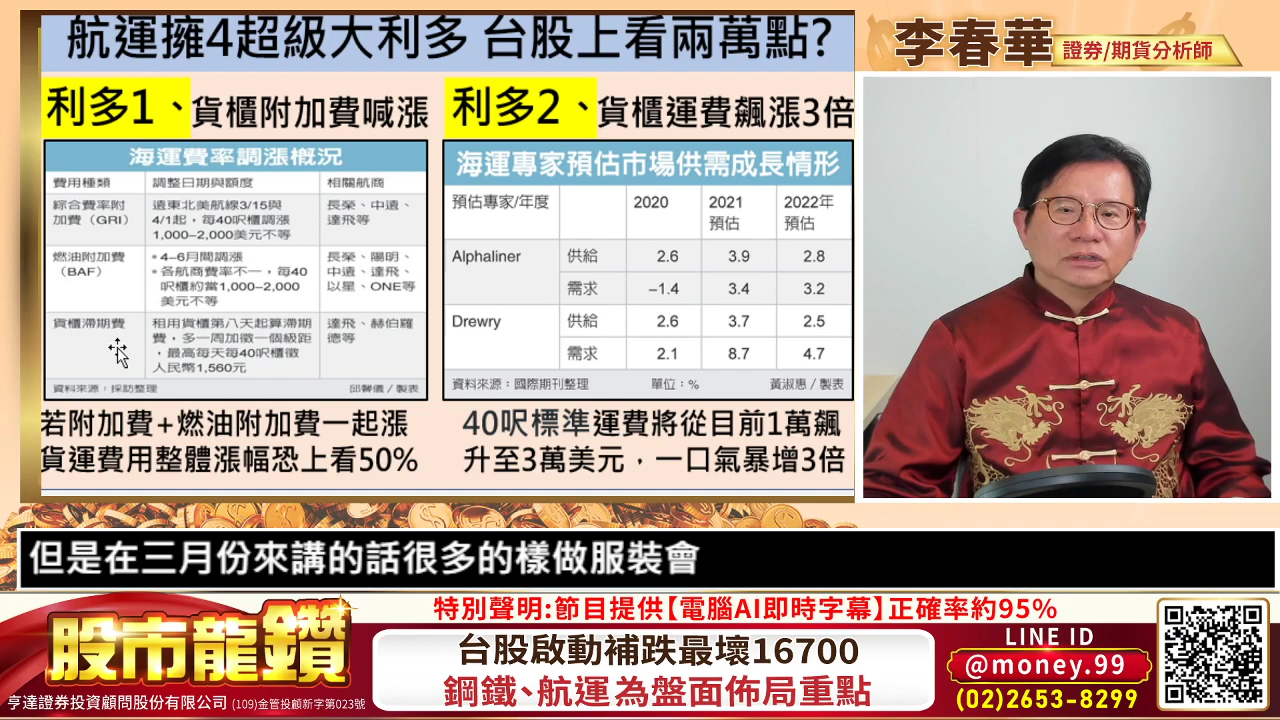 航運擁4超級大利多 台股上看兩萬點?
李春華
證券/期貨分析師
利多1、貨櫃附加費喊漲
海運費率調漲概況
費用種類 調整日期與額度 相關航商
綜合費率附加費（GRI） 遠東北美航線3/15與4/1起，每40呎櫃調漲1,000–2,000美元不等 長榮、中遠、達飛等
燃油附加費（BAF） •4–6月間調漲 •各航商費率不一，每40呎櫃約當1,000–2,000美元不等 長榮、陽明、中遠、達飛、以星、ONE等
貨櫃滯期費 租用貨櫃第八天起算滯期費，多一周加徵一個級距，最高每天每40呎櫃徵人民幣1,560元 達飛、赫伯羅德等
資料來源：採訪整理 邱馨儀／製表
若附加費+燃油附加費一起漲
貨運費用整體漲幅恐上看50%
利多2、貨櫃運費飆漲3倍
海運專家預估市場供需成長情形
預估專家/年度 2020 2021預估 2022年預估
Alphaliner 供給 2.6 3.9 2.8
需求 –1.4 3.4 3.2
Drewry 供給 2.6 3.7 2.5
需求 2.1 8.7 4.7
資料來源：國際期刊整理 單位：% 黃淑惠／製表
40呎標準運費將從目前1萬飆
升至3萬美元，一口氣暴增3倍
但是在三月份來講的話很多的樣做服裝會
特別聲明:節目提供【電腦AI即時字幕】正確率約95%
股市龍鑽
亨達證券投資顧問股份有限公司 (109)金管投顧新字第023號
台股啟動補跌最壞16700
鋼鐵、航運為盤面佈局重點
LINE ID
@money.99
(02)2653-8299